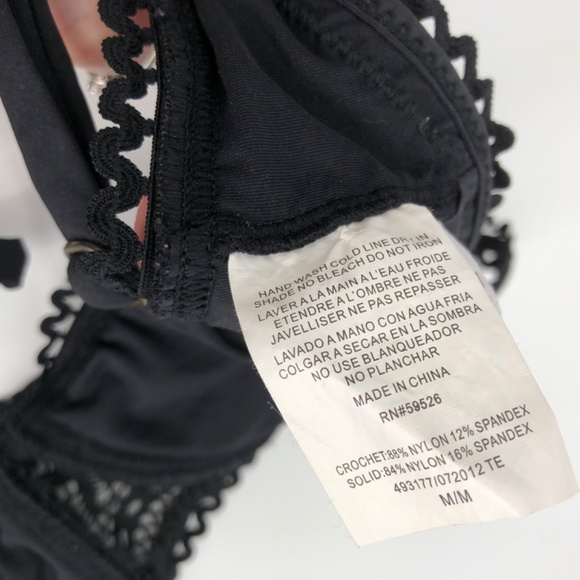 HAND WASH COLD LINE DRY IN
SHADE NO BLEACH DO NOT IRON
LAVER A LA MAIN A L'EAU FROIDE
ETENDRE A L'OMBRE NE PAS
JAVELLISER NE PAS REPASSER
LAVADO A MANO CON AGUA FRIA
COLGAR A SECAR EN LA SOMBRA
NO USE BLANQUEADOR
NO PLANCHAR
MADE IN CHINA
RN#59526
CROCHET:88% NYLON 12% SPANDEX
SOLID:84% NYLON 16% SPANDEX
493177/072012 TE
M/M